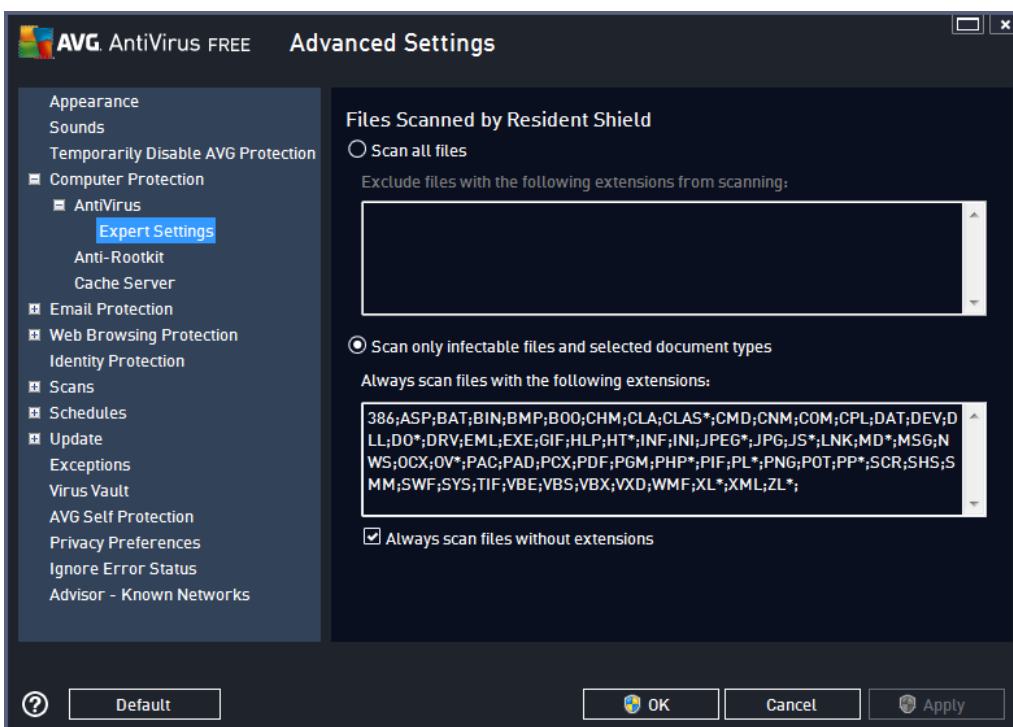 AVG. AntiVirus FREE Advanced Settings
Appearance
Sounds
Temporarily Disable AVG Protection
Computer Protection
AntiVirus
Expert Settings
Anti-Rootkit
Cache Server
Email Protection
Web Browsing Protection
Identity Protection
Scans
Schedules
Update
Exceptions
Virus Vault
AVG Self Protection
Privacy Preferences
Ignore Error Status
Advisor - Known Networks
Files Scanned by Resident Shield
Scan all files
Exclude files with the following extensions from scanning:
Scan only infectable files and selected document types
Always scan files with the following extensions:
386;ASP;BAT;BIN;BMP;BOO;CHM;CLA;CLAS*;CMD;CNM;COM;CPL;DAT;DEV;D
LL;DO*;DRV;EML;EXE;GIF;HLP;HT*;INF;INI;JPEG*;JPG;JS*;LNK;MD*;MSG;N
WS;OCX;OV*;PAC;PAD;PCX;PDF;PGM;PHP*;PIF;PL*;PNG;POT;PP*;SCR;SHS;S
MM;SWF;SYS;TIF;VBE;VBS;VBX;VXD;WMF;XL*;XML;ZL*;
Always scan files without extensions
Default
OK
Cancel
Apply